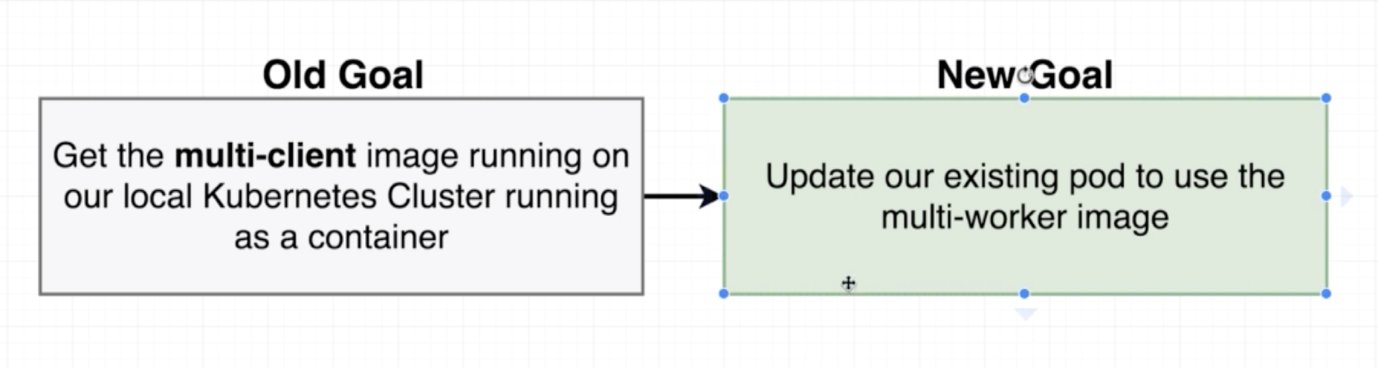 Old Goal
Get the multi-client image running on
our local Kubernetes Cluster running
as a container
New Goal
Update our existing pod to use the
multi-worker image